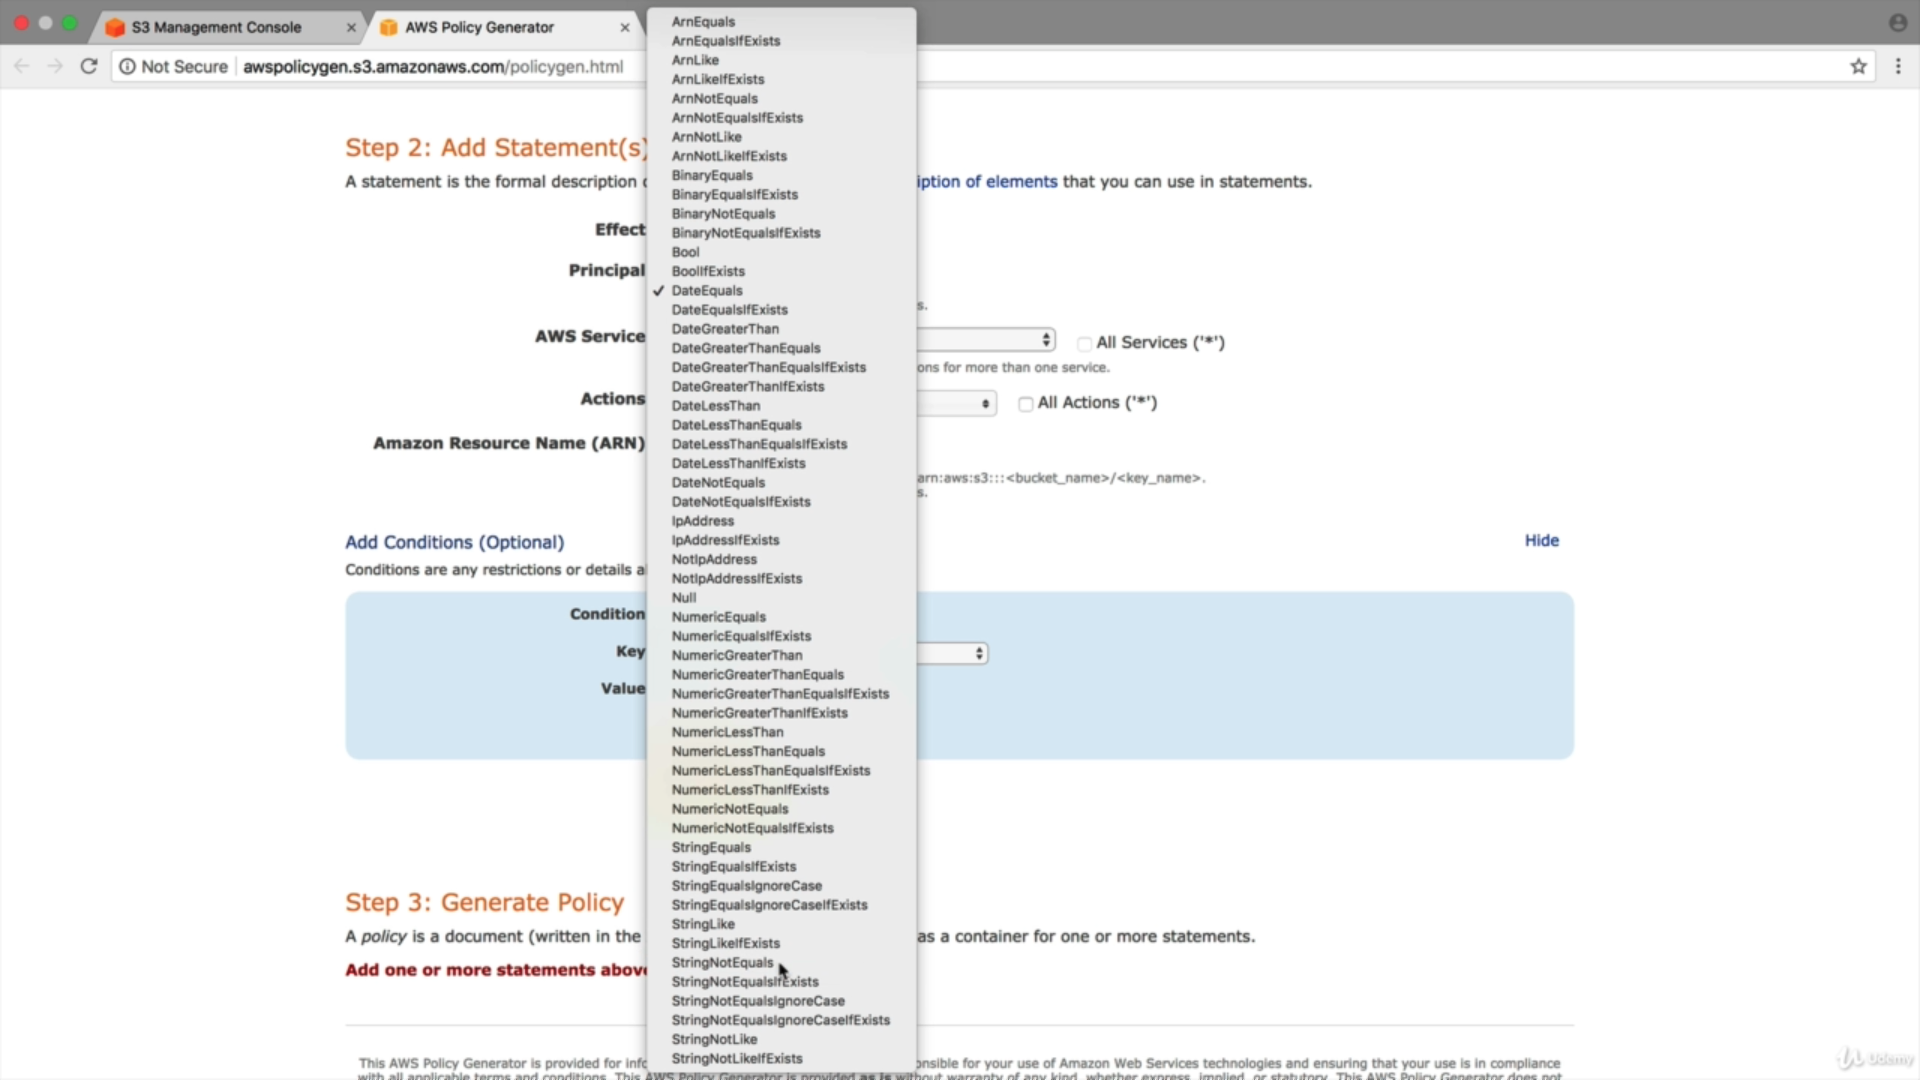 S3 Management Console
AWS Policy Generator
Not Secure
awspolicygen.s3.amazonaws.com/policygen.html
Step 2: Add Statement(s)
A statement is the formal description
iption of elements that you can use in statements.
Effect
Principal
s.
AWS Service
All Services ('*')
ons for more than one service.
Actions
All Actions ('*')
Amazon Resource Name (ARN)
arn:aws:s3:::<bucket_name>/<key_name>.
s.
Add Conditions (Optional)
Hide
Conditions are any restrictions or details
Condition
Key
Value
ArnEquals
ArnEqualsIfExists
ArnLike
ArnLikeIfExists
ArnNotEquals
ArnNotEqualsIfExists
ArnNotLike
ArnNotLikeIfExists
BinaryEquals
BinaryEqualsIfExists
BinaryNotEquals
BinaryNotEqualsIfExists
Bool
BoolIfExists
✓ DateEquals
DateEqualsIfExists
DateGreaterThan
DateGreaterThanEquals
DateGreaterThanEqualsIfExists
DateGreaterThanIfExists
DateLessThan
DateLessThanEquals
DateLessThanEqualsIfExists
DateLessThanIfExists
DateNotEquals
DateNotEqualsIfExists
IpAddress
IpAddressIfExists
NotIpAddress
NotIpAddressIfExists
Null
NumericEquals
NumericEqualsIfExists
NumericGreaterThan
NumericGreaterThanEquals
NumericGreaterThanEqualsIfExists
NumericGreaterThanIfExists
NumericLessThan
NumericLessThanEquals
NumericLessThanEqualsIfExists
NumericLessThanIfExists
NumericNotEquals
NumericNotEqualsIfExists
StringEquals
StringEqualsIfExists
StringEqualsIgnoreCase
StringEqualsIgnoreCaseIfExists
StringLike
StringLikeIfExists
StringNotEquals
StringNotEqualsIfExists
StringNotEqualsIgnoreCase
StringNotEqualsIgnoreCaseIfExists
StringNotLike
StringNotLikeIfExists
Step 3: Generate Policy
A policy is a document (written in the
as a container for one or more statements.
Add one or more statements above
This AWS Policy Generator is provided for info
onsible for your use of Amazon Web Services technologies and ensuring that your use is in compliance
with all applicable terms and conditions. This AWS Policy Generator is provided as is without warranty of any kind, whether express, implied, or statutory. This AWS Policy Generator does not
Udemy